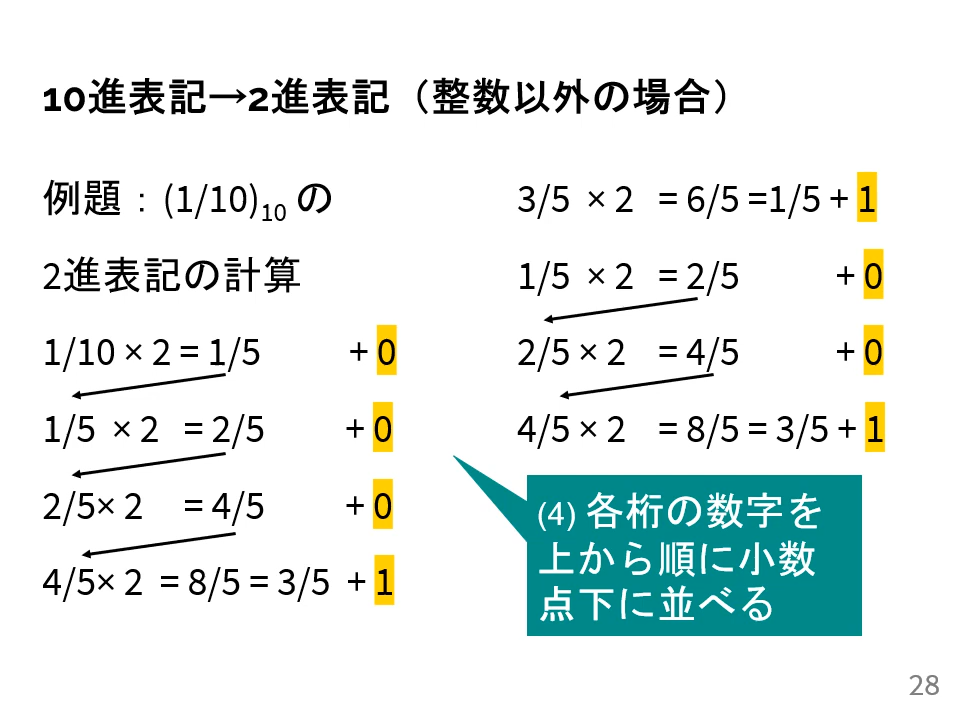 10進表記→2進表記（整数以外の場合）
例題：(1/10)10 の
2進表記の計算
1/10 × 2 = 1/5 + 0
1/5 × 2 = 2/5 + 0
2/5× 2 = 4/5 + 0
4/5× 2 = 8/5 = 3/5 + 1
3/5 × 2 = 6/5 =1/5 + 1
1/5 × 2 = 2/5 + 0
2/5 × 2 = 4/5 + 0
4/5 × 2 = 8/5 = 3/5 + 1
(4) 各桁の数字を
上から順に小数
点下に並べる
28